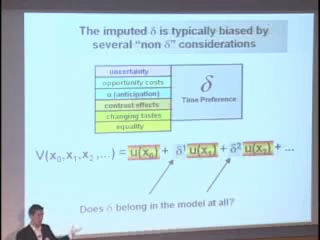 The imputed δ is typically biased by
several "non δ" considerations
uncertainty
opportunity costs
α (anticipation)
contrast effects
changing tastes
equality
δ
Time Preference
V(x₀,x₁,x₂,...) = u(x₀) + δ¹ u(x₁) + δ² u(x₂) + ...
Does δ belong in the model at all?